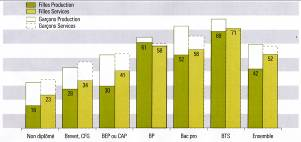 Filles Production
Filles Services
Garçons Production
Garçons Services
16 23 28 34 30 41 61 58 52 58 68 71 42 52
Non diplômé Brevet, CFG BEP ou CAP BP Bac pro BTS Ensemble